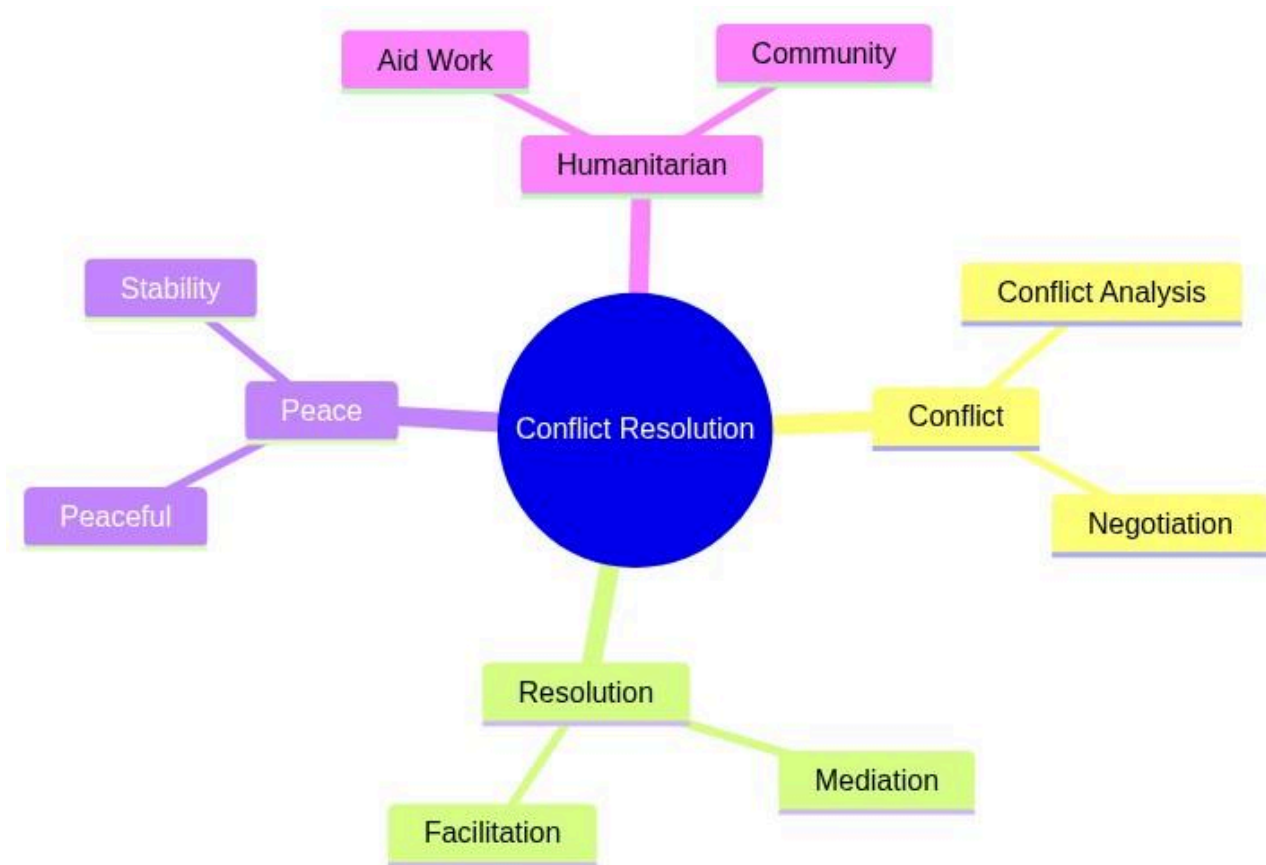 Aid Work
Community
Humanitarian
Stability
Conflict Analysis
Peace
Conflict Resolution
Conflict
Peaceful
Negotiation
Resolution
Mediation
Facilitation